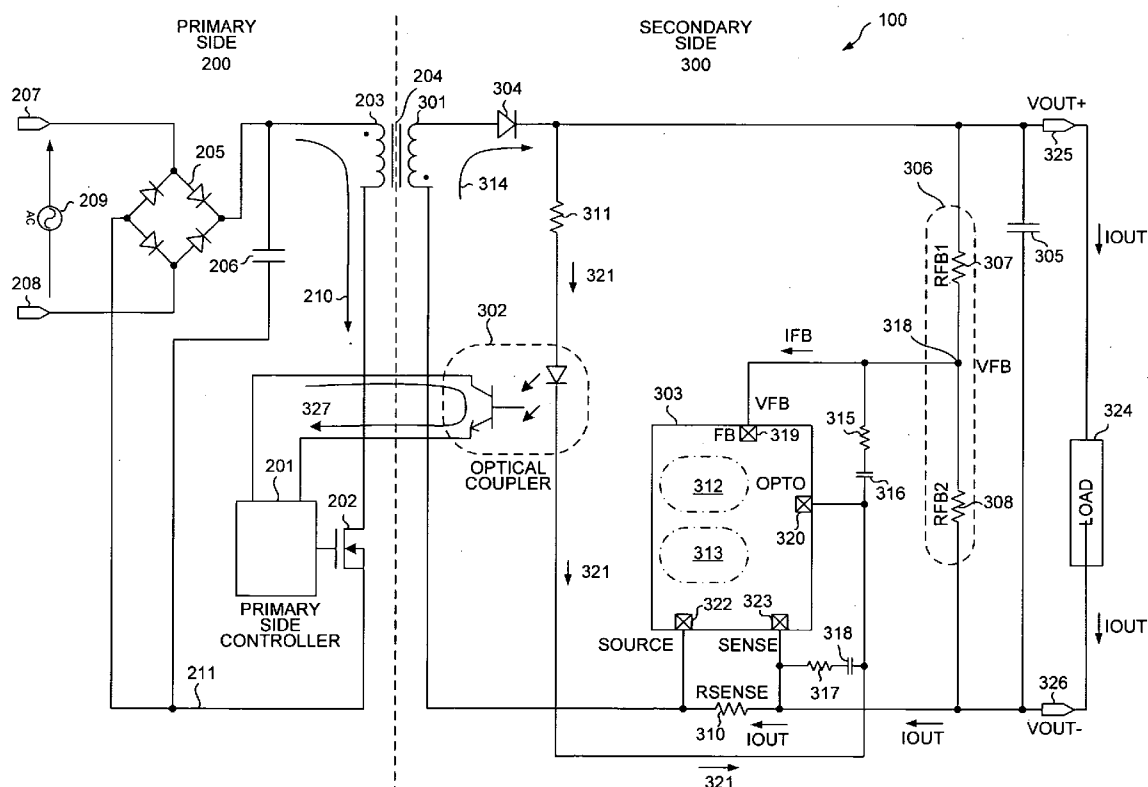 PRIMARY
SIDE
200
SECONDARY
SIDE
300
100
207
205
209
AC
208
206
203
204
301
304
314
210
302
311
321
327
OPTICAL
COUPLER
201
202
PRIMARY
SIDE
CONTROLLER
211
321
303
IFB
VFB
FB
319
312
OPTO
320
313
322
323
SOURCE
SENSE
315
316
318
317
RSENSE
310
IOUT
IOUT
321
306
RFB1
307
318
VFB
RFB2
308
305
VOUT+
325
IOUT
324
LOAD
IOUT
326
VOUT-